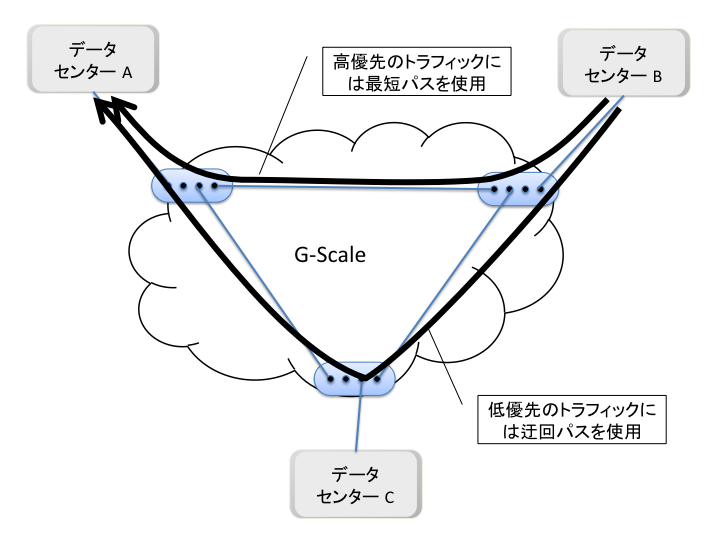 データ
センター A
高優先のトラフィックに
は最短パスを使用
データ
センター B
G-Scale
低優先のトラフィックに
は迂回パスを使用
データ
センター C